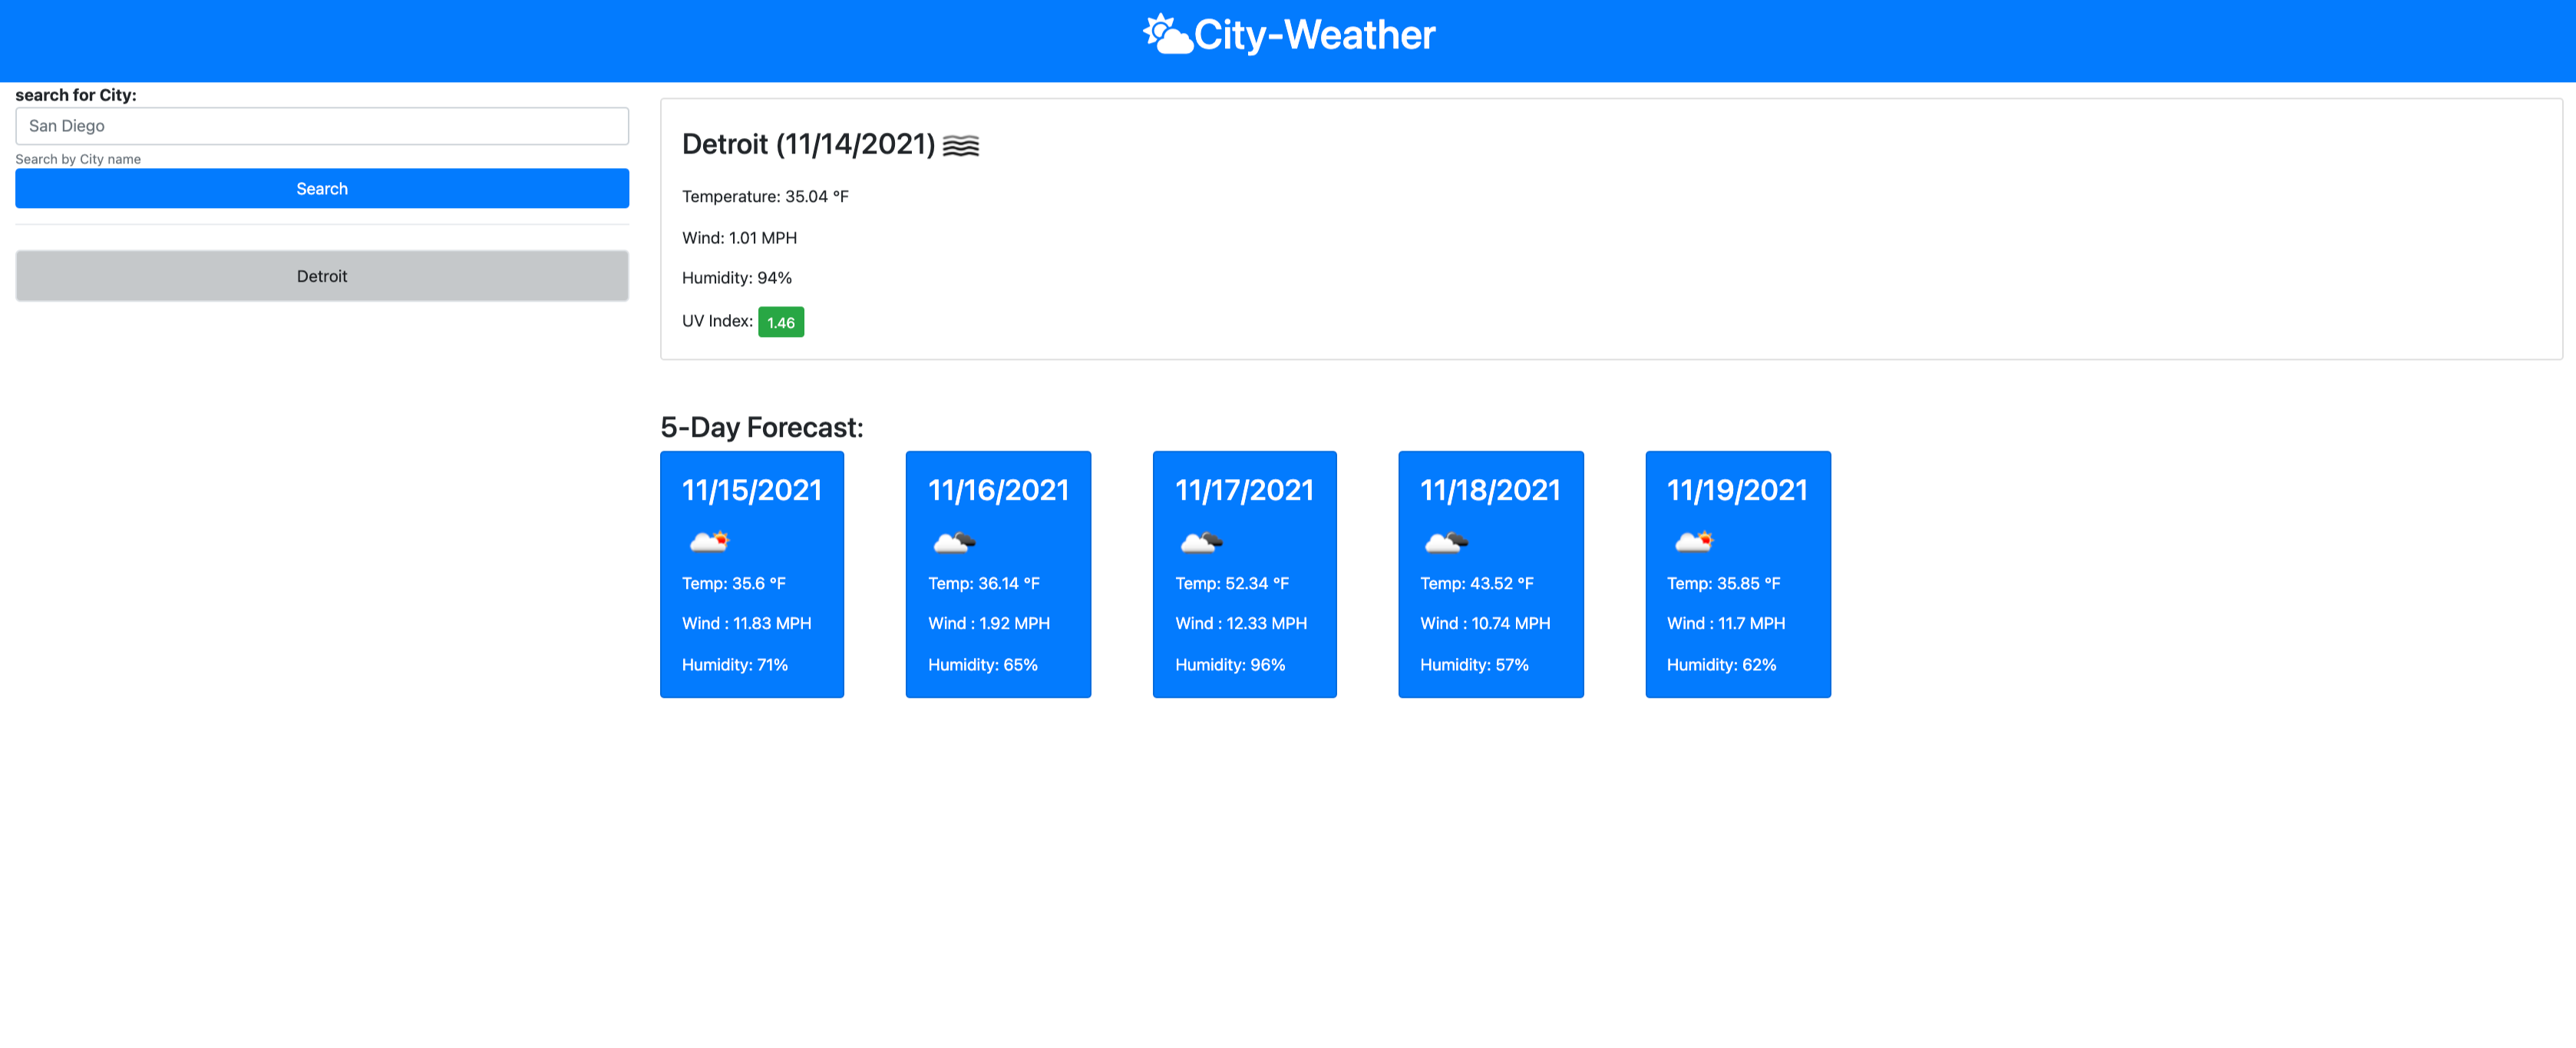 City-Weather
search for City:
San Diego
Search by City name
Search
Detroit
Detroit (11/14/2021)
Temperature: 35.04 °F
Wind: 1.01 MPH
Humidity: 94%
UV Index: 1.46
5-Day Forecast:
11/15/2021
Temp: 35.6 °F
Wind : 11.83 MPH
Humidity: 71%
11/16/2021
Temp: 36.14 °F
Wind : 1.92 MPH
Humidity: 65%
11/17/2021
Temp: 52.34 °F
Wind : 12.33 MPH
Humidity: 96%
11/18/2021
Temp: 43.52 °F
Wind : 10.74 MPH
Humidity: 57%
11/19/2021
Temp: 35.85 °F
Wind : 11.7 MPH
Humidity: 62%